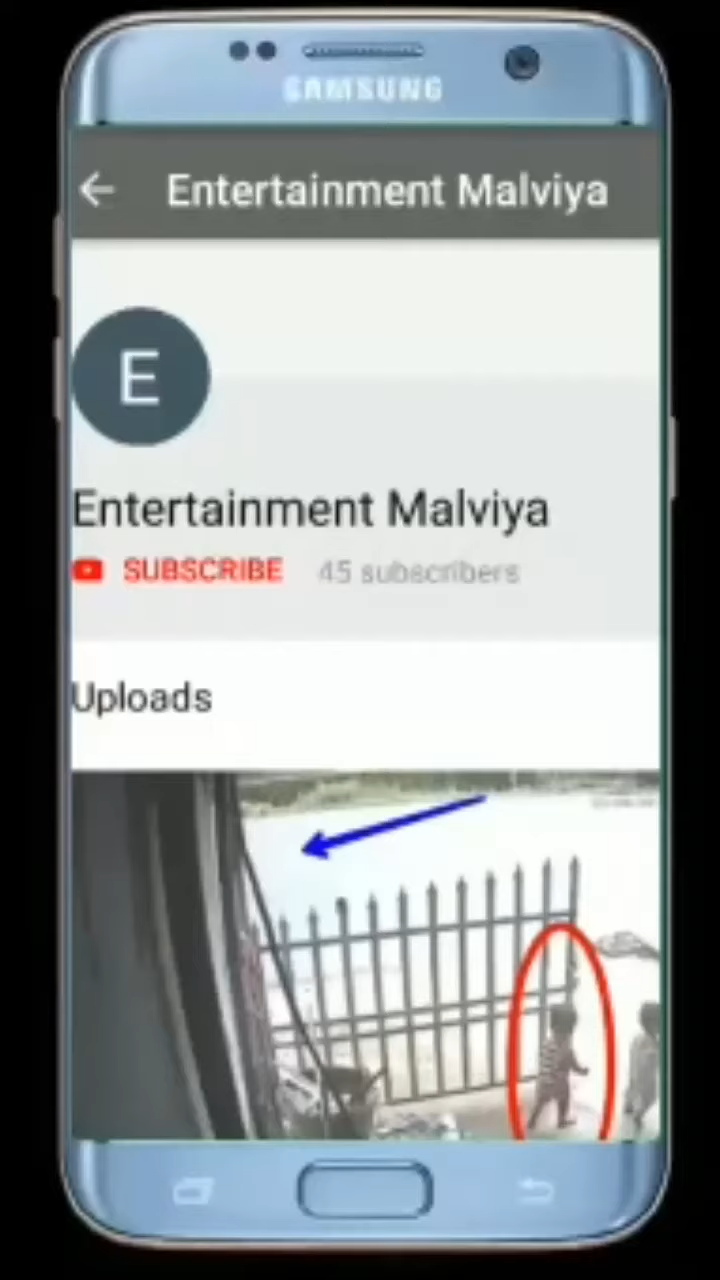 SAMSUNG
Entertainment Malviya
E
Entertainment Malviya
SUBSCRIBE 45 subscribers
Uploads